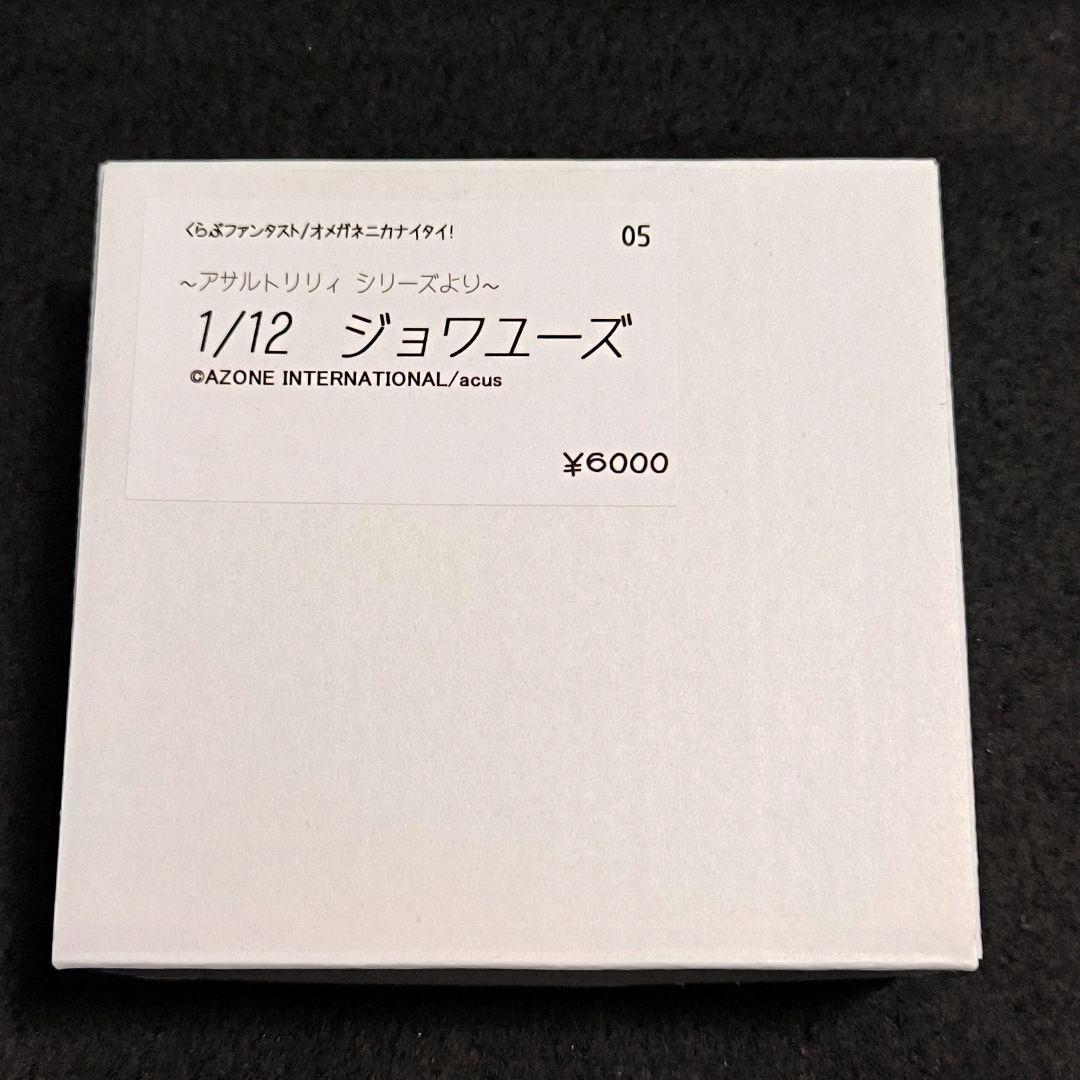 くらぶファンタスト/オメガネニカナイタイ! 05
~アサルトリリィ シリーズより~
1/12 ジョワユーズ
©AZONE INTERNATIONAL/acus
¥6000